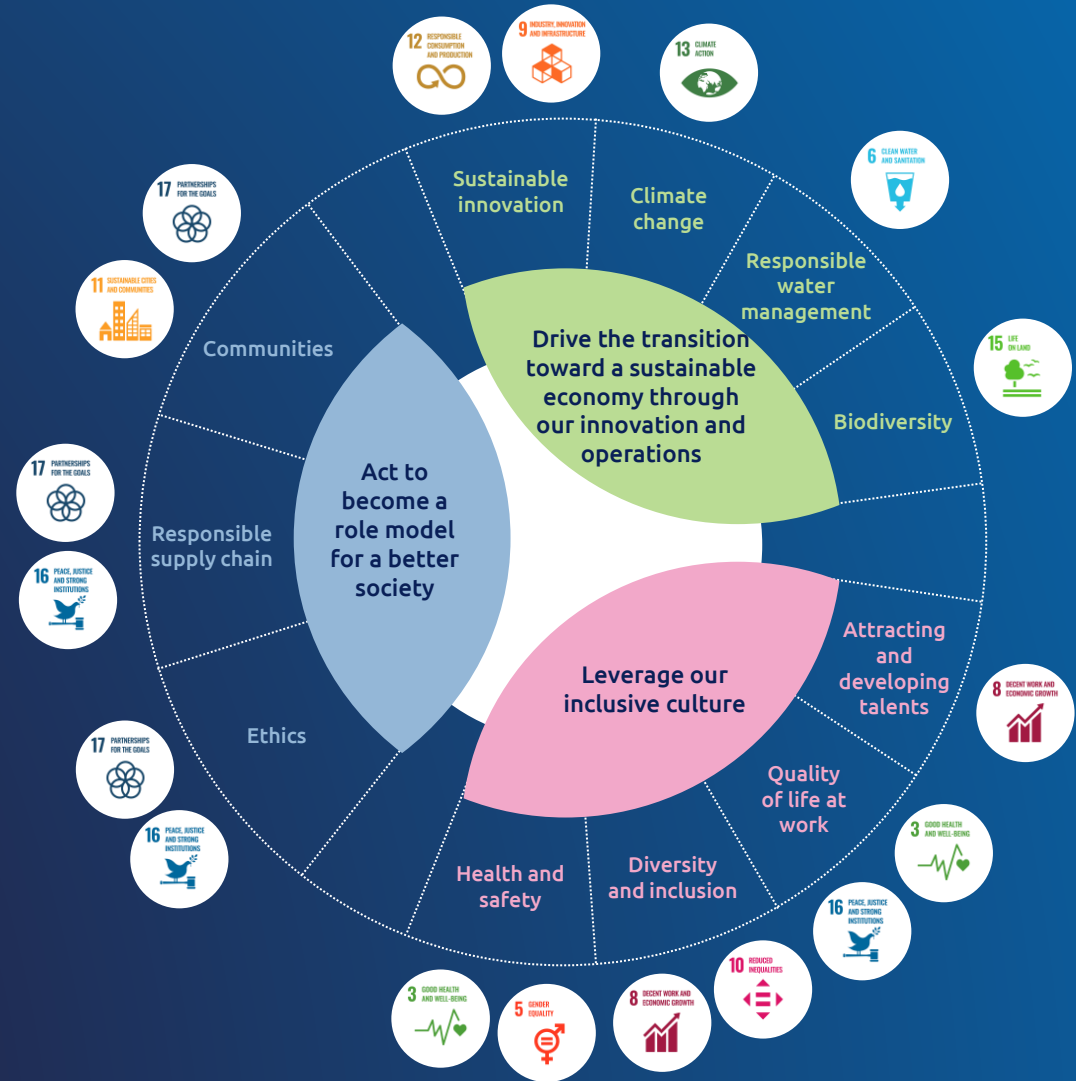 12 RESPONSIBLE
CONSUMPTION
AND PRODUCTION
9 INDUSTRY, INNOVATION
AND INFRASTRUCTURE
13 CLIMATE
ACTION
6 CLEAN WATER
AND SANITATION
15 LIFE
ON LAND
17 PARTNERSHIPS
FOR THE GOALS
11 SUSTAINABLE CITIES
AND COMMUNITIES
17 PARTNERSHIPS
FOR THE GOALS
16 PEACE, JUSTICE
AND STRONG
INSTITUTIONS
17 PARTNERSHIPS
FOR THE GOALS
16 PEACE, JUSTICE
AND STRONG
INSTITUTIONS
Sustainable
innovation
Climate
change
Responsible
water
management
Biodiversity
Drive the transition
toward a sustainable
economy through
our innovation and
operations
Communities
Responsible
supply chain
Ethics
Act to
become a
role model
for a better
society
Leverage our
inclusive culture
Attracting
and
developing
talents
Quality
of life at
work
Diversity
and inclusion
Health and
safety
8 DECENT WORK AND
ECONOMIC GROWTH
3 GOOD HEALTH
AND WELL-BEING
16 PEACE, JUSTICE
AND STRONG
INSTITUTIONS
10 REDUCED
INEQUALITIES
8 DECENT WORK AND
ECONOMIC GROWTH
5 GENDER
EQUALITY
3 GOOD HEALTH
AND WELL-BEING